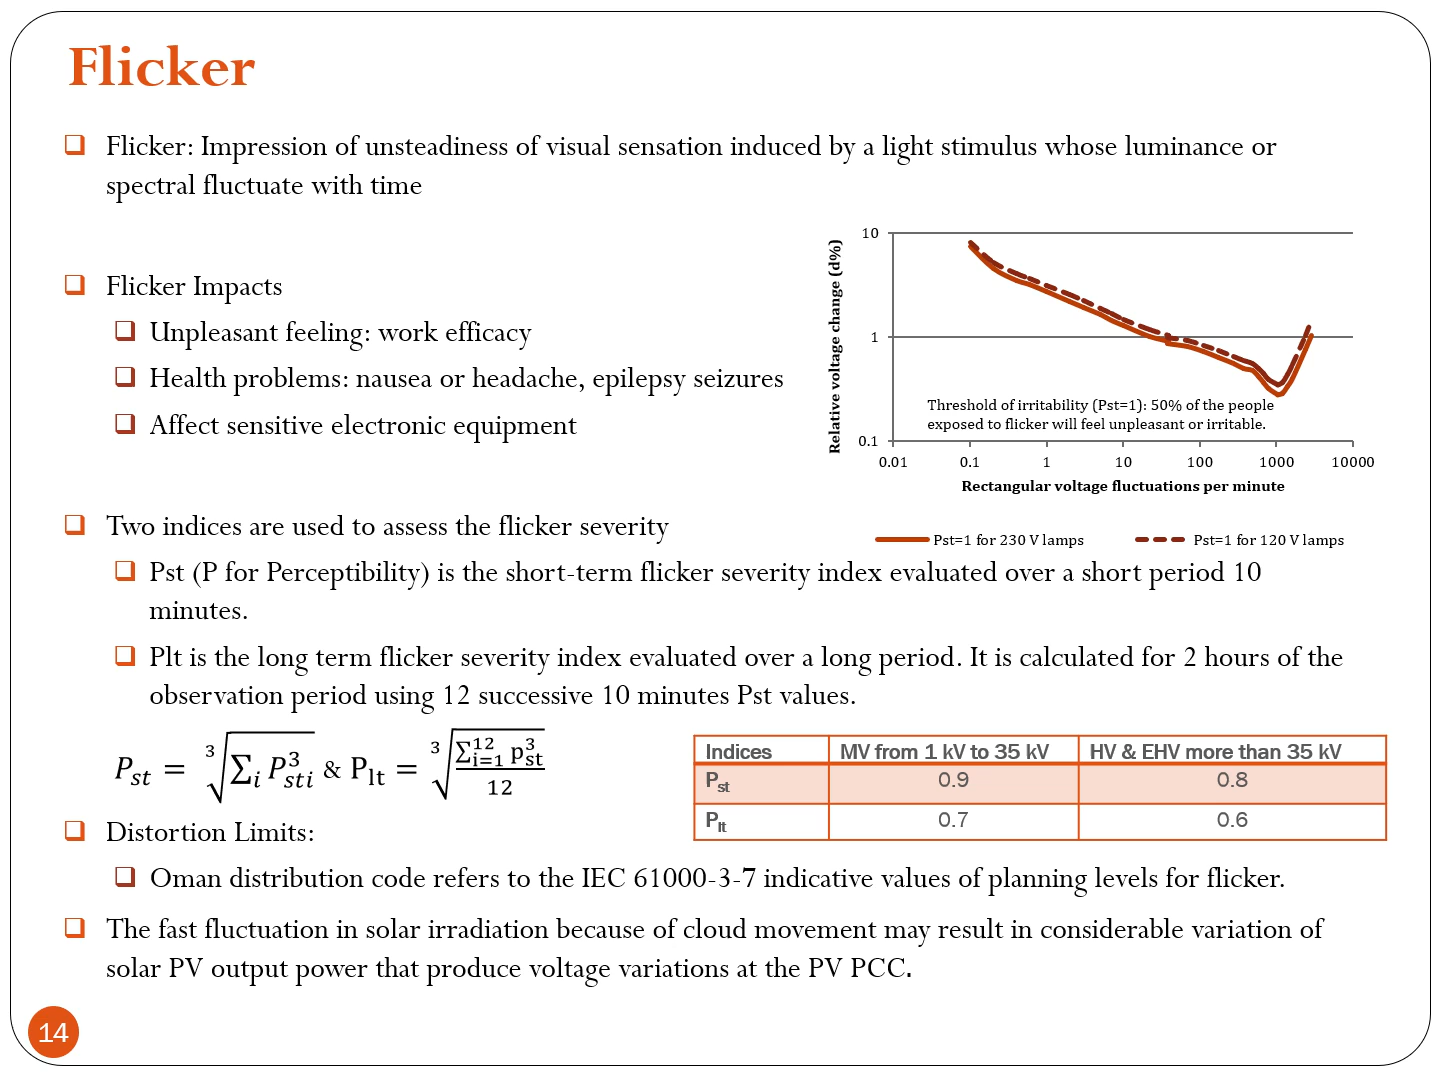 Flicker
Flicker: Impression of unsteadiness of visual sensation induced by a light stimulus whose luminance or
spectral fluctuate with time
Flicker Impacts
Unpleasant feeling: work efficacy
Health problems: nausea or headache, epilepsy seizures
Affect sensitive electronic equipment
Relative voltage change (d%)
10
1
0.1
Threshold of irritability (Pst=1): 50% of the people
exposed to flicker will feel unpleasant or irritable.
0.01 0.1 1 10 100 1000 10000
Rectangular voltage fluctuations per minute
Pst=1 for 230 V lamps Pst=1 for 120 V lamps
Two indices are used to assess the flicker severity
Pst (P for Perceptibility) is the short-term flicker severity index evaluated over a short period 10
minutes.
Plt is the long term flicker severity index evaluated over a long period. It is calculated for 2 hours of the
observation period using 12 successive 10 minutes Pst values.
P_st = ∛(∑_i P_sti^3) & P_lt = ∛(∑_{i=1}^{12} p_st^3 / 12)
Indices MV from 1 kV to 35 kV HV & EHV more than 35 kV
P_st 0.9 0.8
P_lt 0.7 0.6
Distortion Limits:
Oman distribution code refers to the IEC 61000-3-7 indicative values of planning levels for flicker.
The fast fluctuation in solar irradiation because of cloud movement may result in considerable variation of
solar PV output power that produce voltage variations at the PV PCC.
14